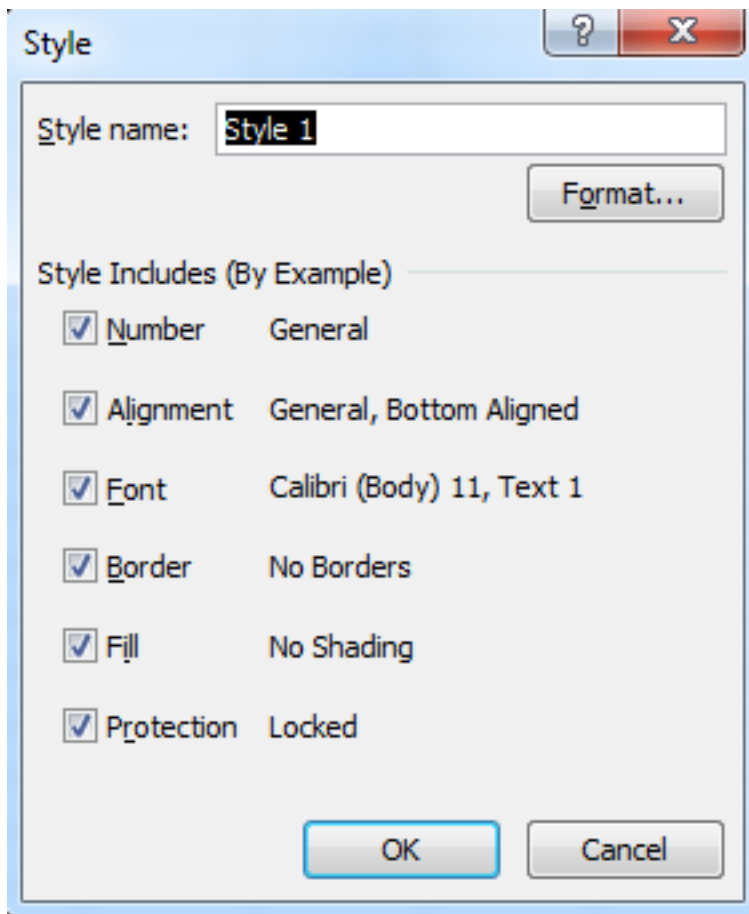 Style
?
Style name: Style 1
Format...
Style Includes (By Example)
Number General
Alignment General, Bottom Aligned
Font Calibri (Body) 11, Text 1
Border No Borders
Fill No Shading
Protection Locked
OK Cancel